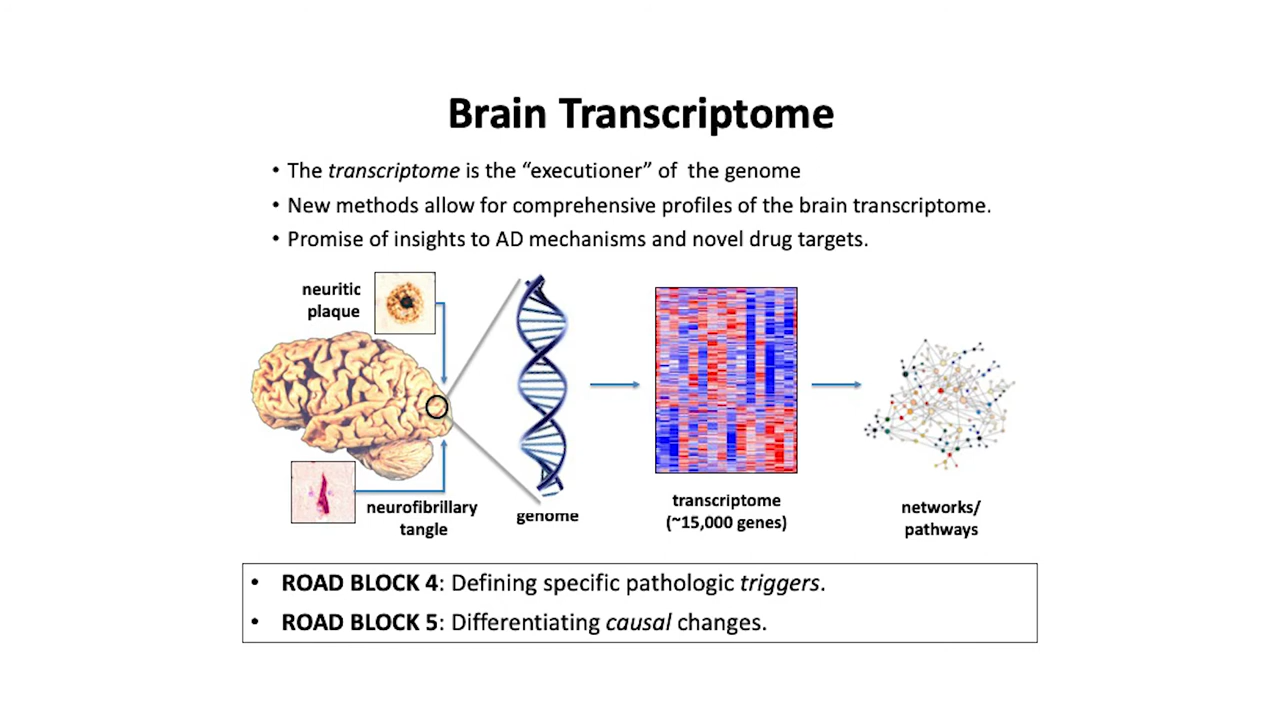 Brain Transcriptome
• The transcriptome is the “executioner” of the genome
• New methods allow for comprehensive profiles of the brain transcriptome.
• Promise of insights to AD mechanisms and novel drug targets.
neuritic
plaque
neurofibrillary
tangle
genome
transcriptome
(~15,000 genes)
networks/
pathways
• ROAD BLOCK 4: Defining specific pathologic triggers.
• ROAD BLOCK 5: Differentiating causal changes.